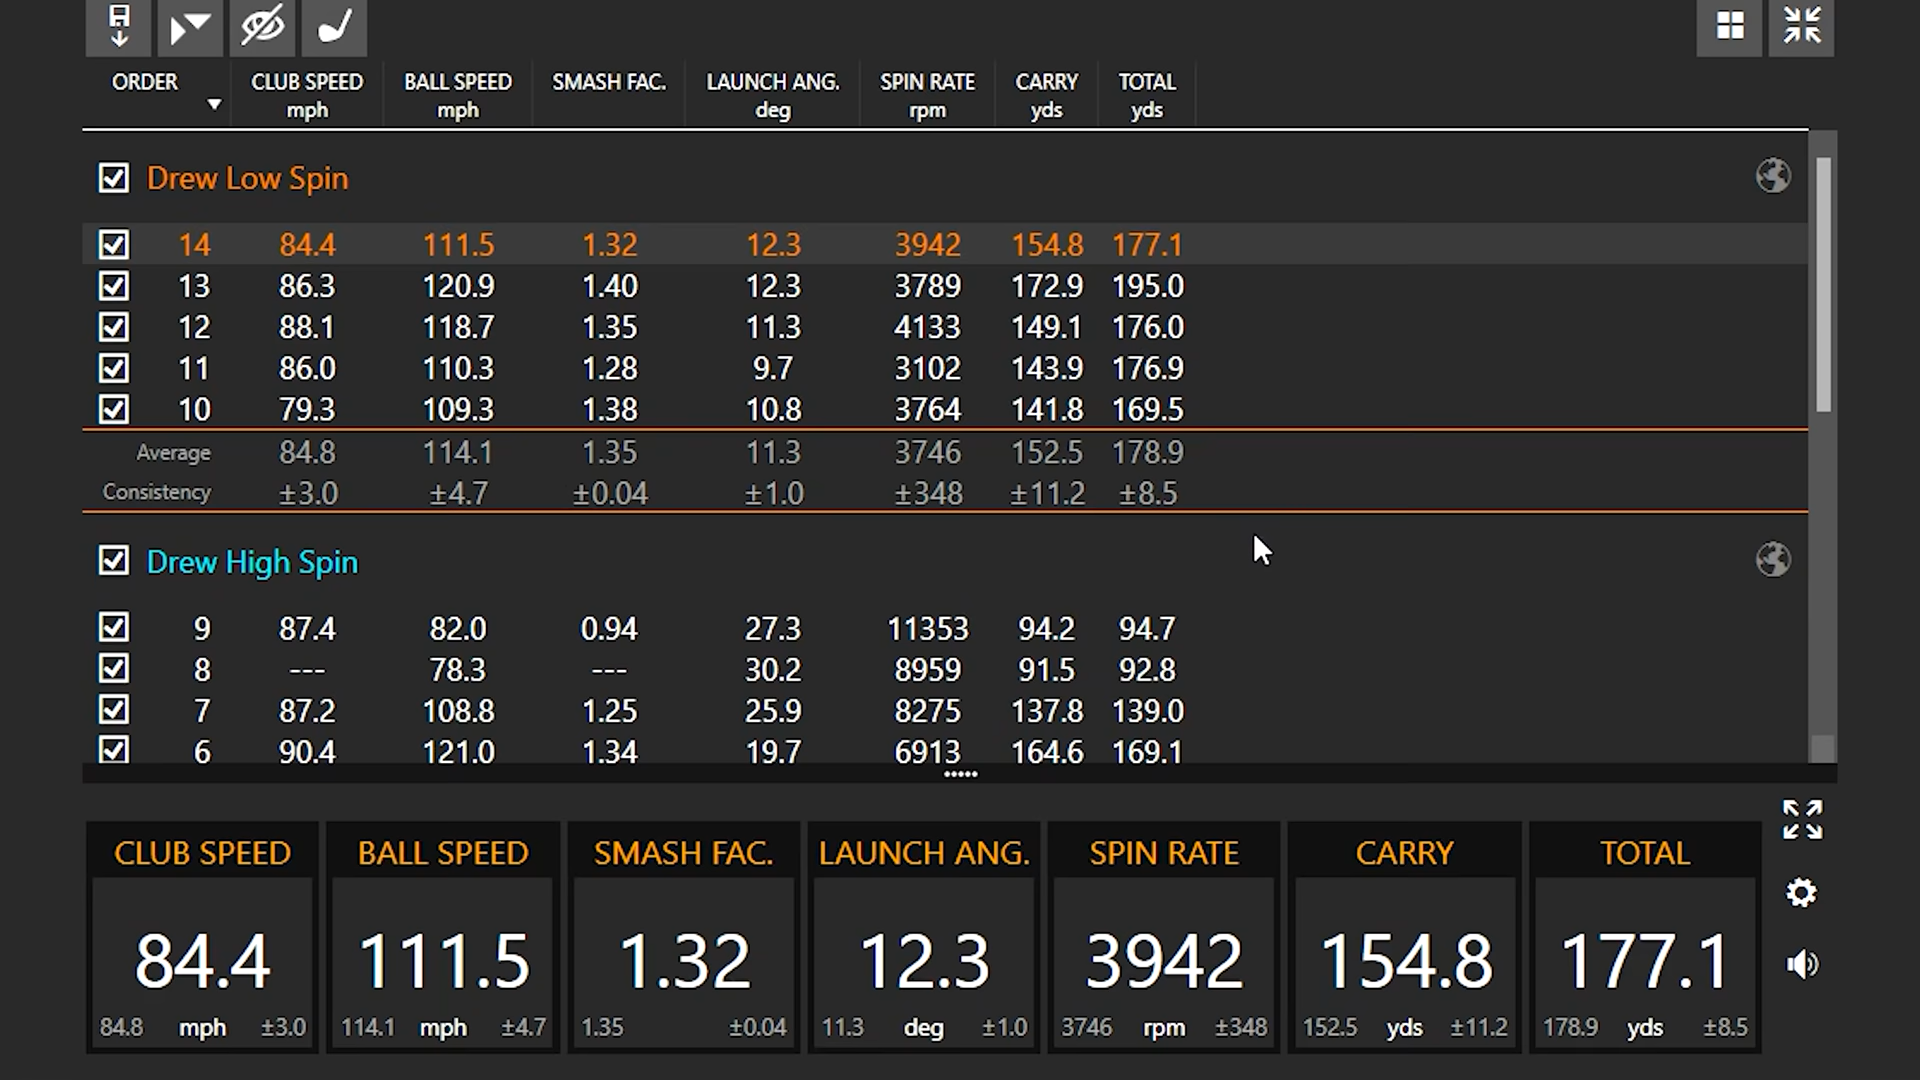 ORDER CLUB SPEED BALL SPEED SMASH FAC. LAUNCH ANG. SPIN RATE CARRY TOTAL
mph mph deg rpm yds yds
Drew Low Spin
14 84.4 111.5 1.32 12.3 3942 154.8 177.1
13 86.3 120.9 1.40 12.3 3789 172.9 195.0
12 88.1 118.7 1.35 11.3 4133 149.1 176.0
11 86.0 110.3 1.28 9.7 3102 143.9 176.9
10 79.3 109.3 1.38 10.8 3764 141.8 169.5
Average 84.8 114.1 1.35 11.3 3746 152.5 178.9
Consistency ±3.0 ±4.7 ±0.04 ±1.0 ±348 ±11.2 ±8.5
Drew High Spin
9 87.4 82.0 0.94 27.3 11353 94.2 94.7
8 --- 78.3 --- 30.2 8959 91.5 92.8
7 87.2 108.8 1.25 25.9 8275 137.8 139.0
6 90.4 121.0 1.34 19.7 6913 164.6 169.1
CLUB SPEED BALL SPEED SMASH FAC. LAUNCH ANG. SPIN RATE CARRY TOTAL
84.4 111.5 1.32 12.3 3942 154.8 177.1
84.8 mph ±3.0 114.1 mph ±4.7 1.35 ±0.04 11.3 deg ±1.0 3746 rpm ±348 152.5 yds ±11.2 178.9 yds ±8.5